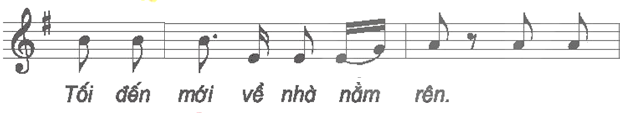 Tối đến mới về nhà nằm rên.